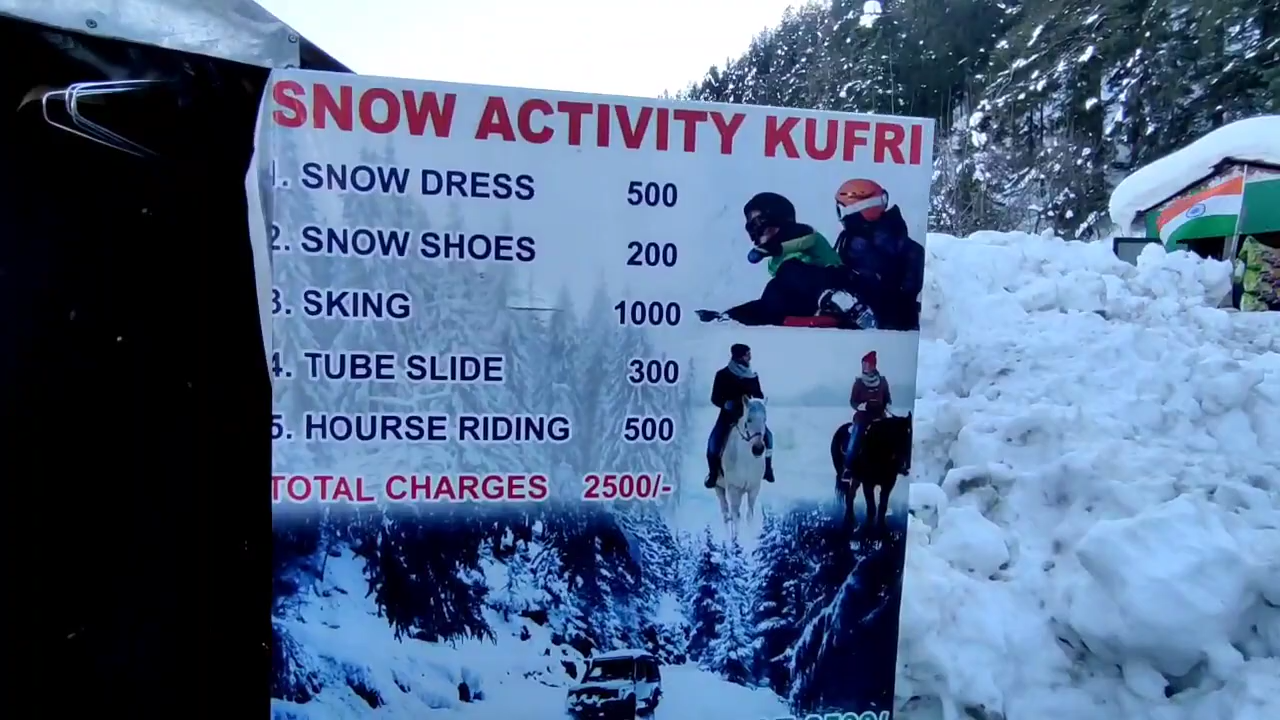 SNOW ACTIVITY KUFRI
1. SNOW DRESS 500
2. SNOW SHOES 200
3. SKING 1000
4. TUBE SLIDE 300
5. HOURSE RIDING 500
TOTAL CHARGES 2500/-